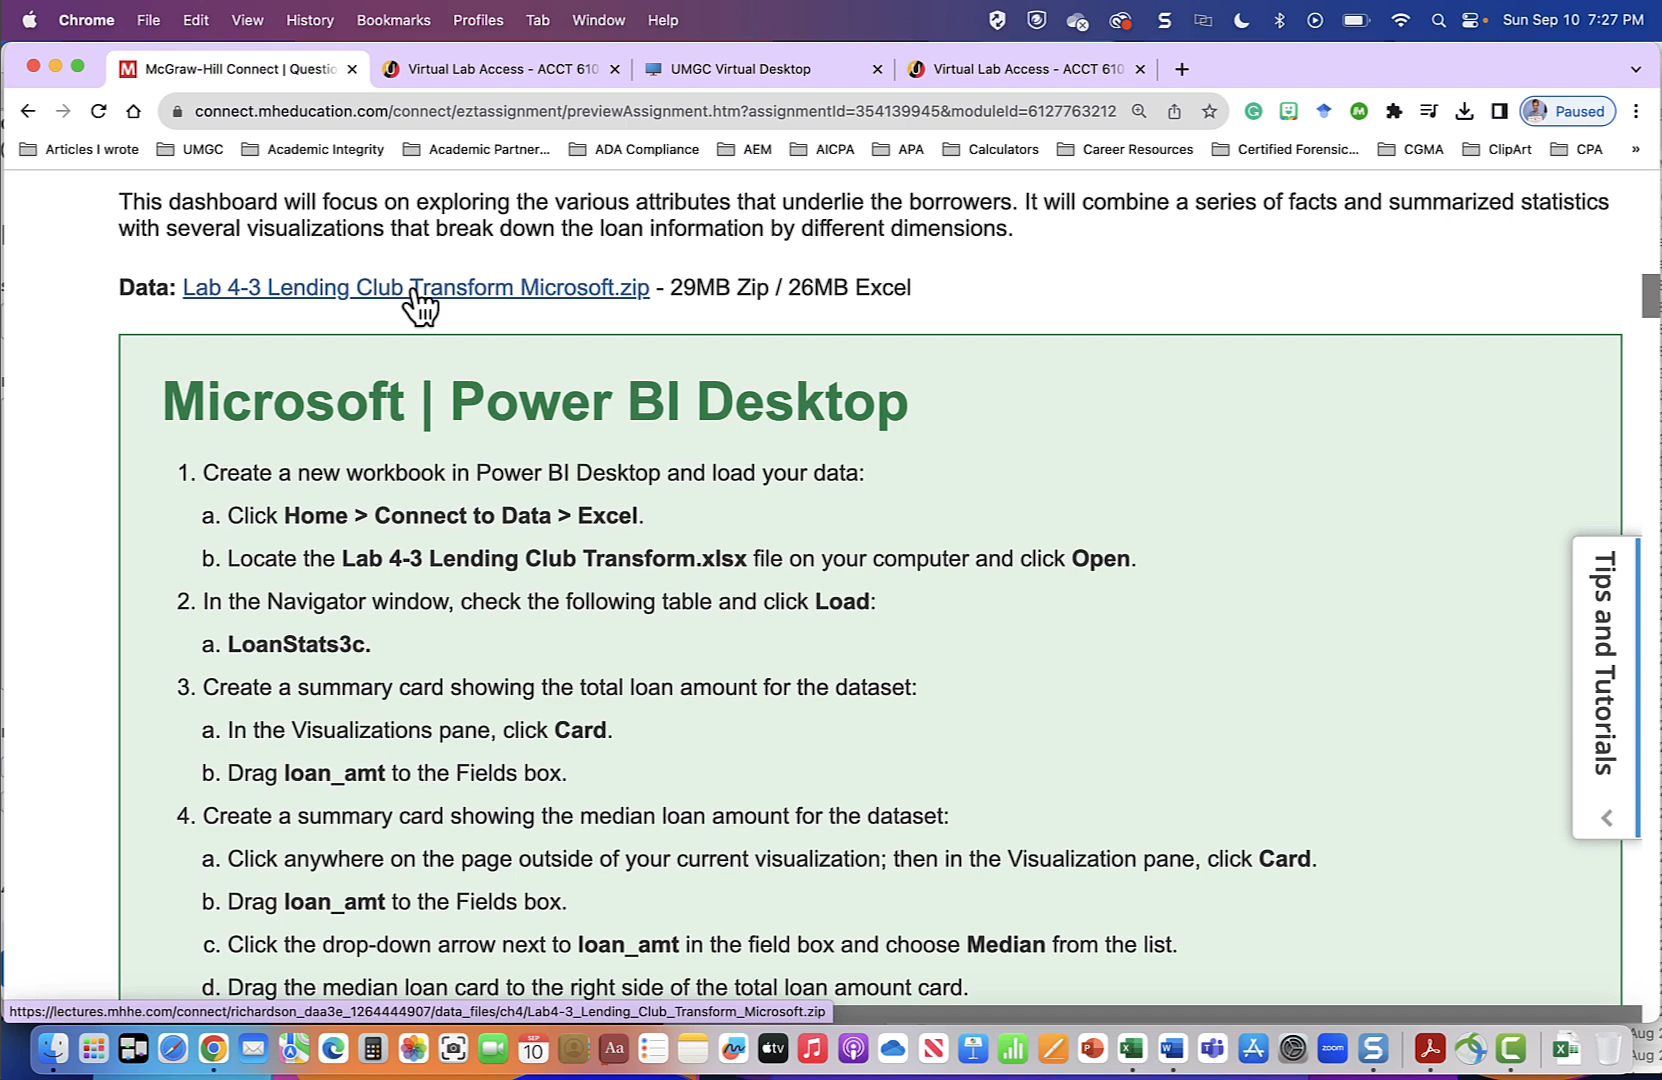 Chrome File Edit View History Bookmarks Profiles Tab Window Help Sun Sep 10 7:27 PM
McGraw-Hill Connect | Questio Virtual Lab Access - ACCT 610 UMGC Virtual Desktop Virtual Lab Access - ACCT 610
connect.mheducation.com/connect/eztassignment/previewAssignment.htm?assignmentId=354139945&moduleId=6127763212 Paused
Articles I wrote UMGC Academic Integrity Academic Partner... ADA Compliance AEM AICPA APA Calculators Career Resources Certified Forensic... CGMA ClipArt CPA »
This dashboard will focus on exploring the various attributes that underlie the borrowers. It will combine a series of facts and summarized statistics
with several visualizations that break down the loan information by different dimensions.
Data: Lab 4-3 Lending Club Transform Microsoft.zip - 29MB Zip / 26MB Excel
Microsoft | Power BI Desktop
1. Create a new workbook in Power BI Desktop and load your data:
a. Click Home > Connect to Data > Excel.
b. Locate the Lab 4-3 Lending Club Transform.xlsx file on your computer and click Open.
2. In the Navigator window, check the following table and click Load:
a. LoanStats3c.
3. Create a summary card showing the total loan amount for the dataset:
a. In the Visualizations pane, click Card.
b. Drag loan_amt to the Fields box.
4. Create a summary card showing the median loan amount for the dataset:
a. Click anywhere on the page outside of your current visualization; then in the Visualization pane, click Card.
b. Drag loan_amt to the Fields box.
c. Click the drop-down arrow next to loan_amt in the field box and choose Median from the list.
d. Drag the median loan card to the right side of the total loan amount card.
Tips and Tutorials
https://lectures.mhhe.com/connect/richardson_daa3e_1264444907/data_files/ch4/Lab4-3_Lending_Club_Transform_Microsoft.zip
SEP
10
Aa
tv
zoom
Aug 2
Aug 2